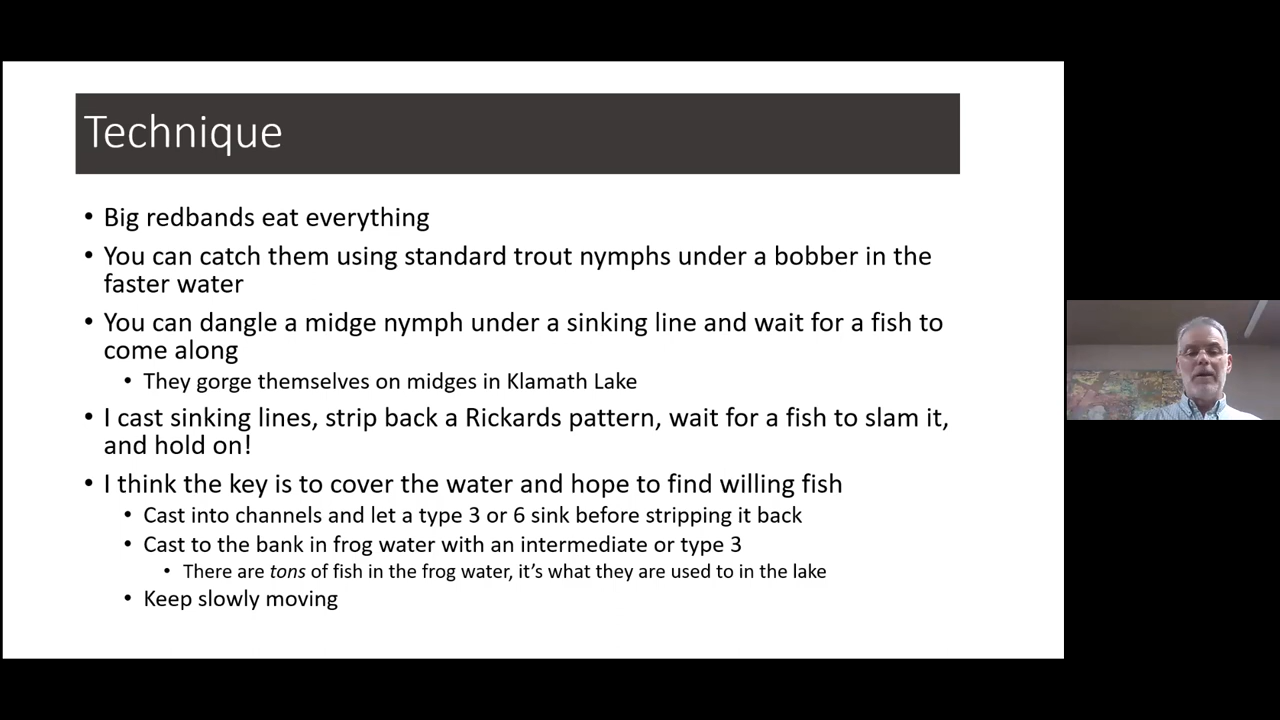 Technique
• Big redbands eat everything
• You can catch them using standard trout nymphs under a bobber in the
faster water
• You can dangle a midge nymph under a sinking line and wait for a fish to
come along
• They gorge themselves on midges in Klamath Lake
• I cast sinking lines, strip back a Rickards pattern, wait for a fish to slam it,
and hold on!
• I think the key is to cover the water and hope to find willing fish
• Cast into channels and let a type 3 or 6 sink before stripping it back
• Cast to the bank in frog water with an intermediate or type 3
• There are tons of fish in the frog water, it's what they are used to in the lake
• Keep slowly moving